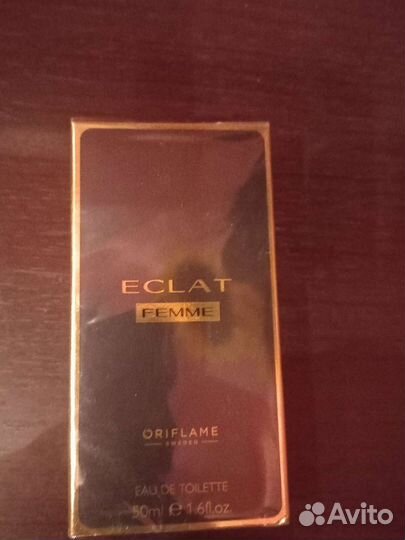 ECLAT
FEMME
ORIFLAME
SWEDEN
EAU DE TOILETTE
50ml ℮ 1.6fl.oz.
Avito